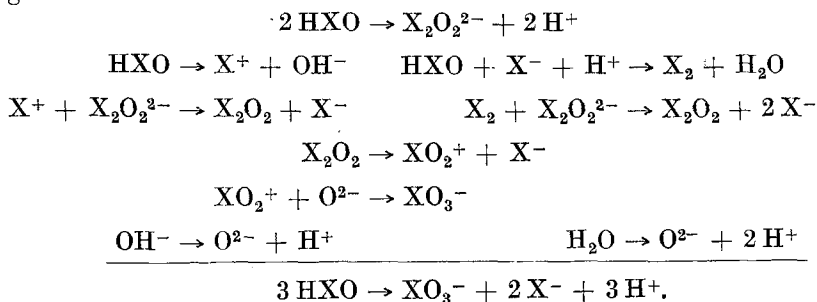 2 HXO → X₂O₂²⁻ + 2 H⁺
HXO → X⁺ + OH⁻ HXO + X⁻ + H⁺ → X₂ + H₂O
X⁺ + X₂O₂²⁻ → X₂O₂ + X⁻ X₂ + X₂O₂²⁻ → X₂O₂ + 2 X⁻
X₂O₂ → XO₂⁺ + X⁻
XO₂⁺ + O²⁻ → XO₃⁻
OH⁻ → O²⁻ + H⁺ H₂O → O²⁻ + 2 H⁺
3 HXO → XO₃⁻ + 2 X⁻ + 3 H⁺.